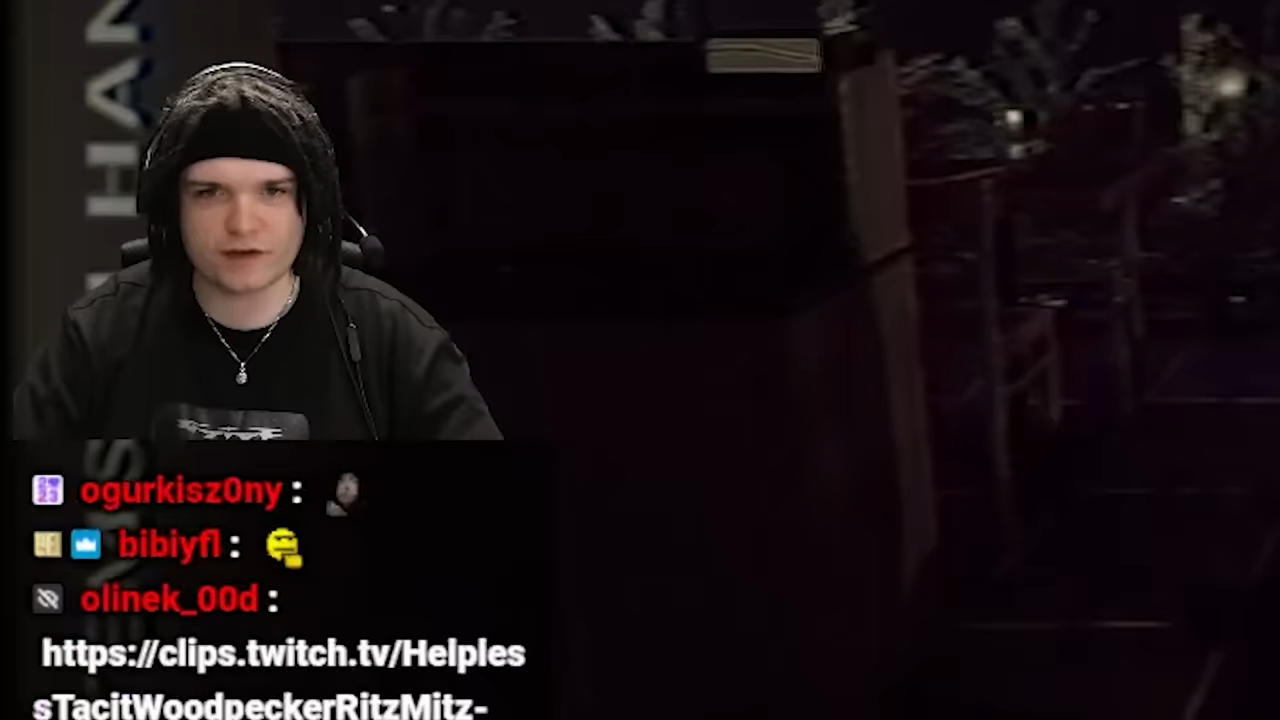 ogurkisz0ny :
bibiyfl :
olinek_00d :
https://clips.twitch.tv/Helples
sTacitWoodpeckerRitzMitz-